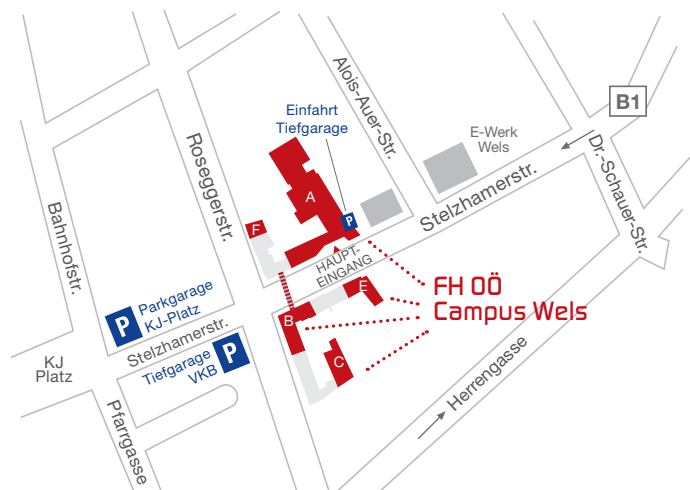 B1
Alois-Auer-Str.
Einfahrt
Tiefgarage
E-Werk
Wels
Dr.-Schauer-Str.
Roseggerstr.
A
P
F
Stelzhamerstr.
Bahnhofstr.
HAUPT-
EINGANG
E
FH OÖ
Campus Wels
B
P
Parkgarage
KJ-Platz
Stelzhamerstr.
P
Tiefgarage
VKB
C
KJ
Platz
Herrengasse
Pfarrgasse